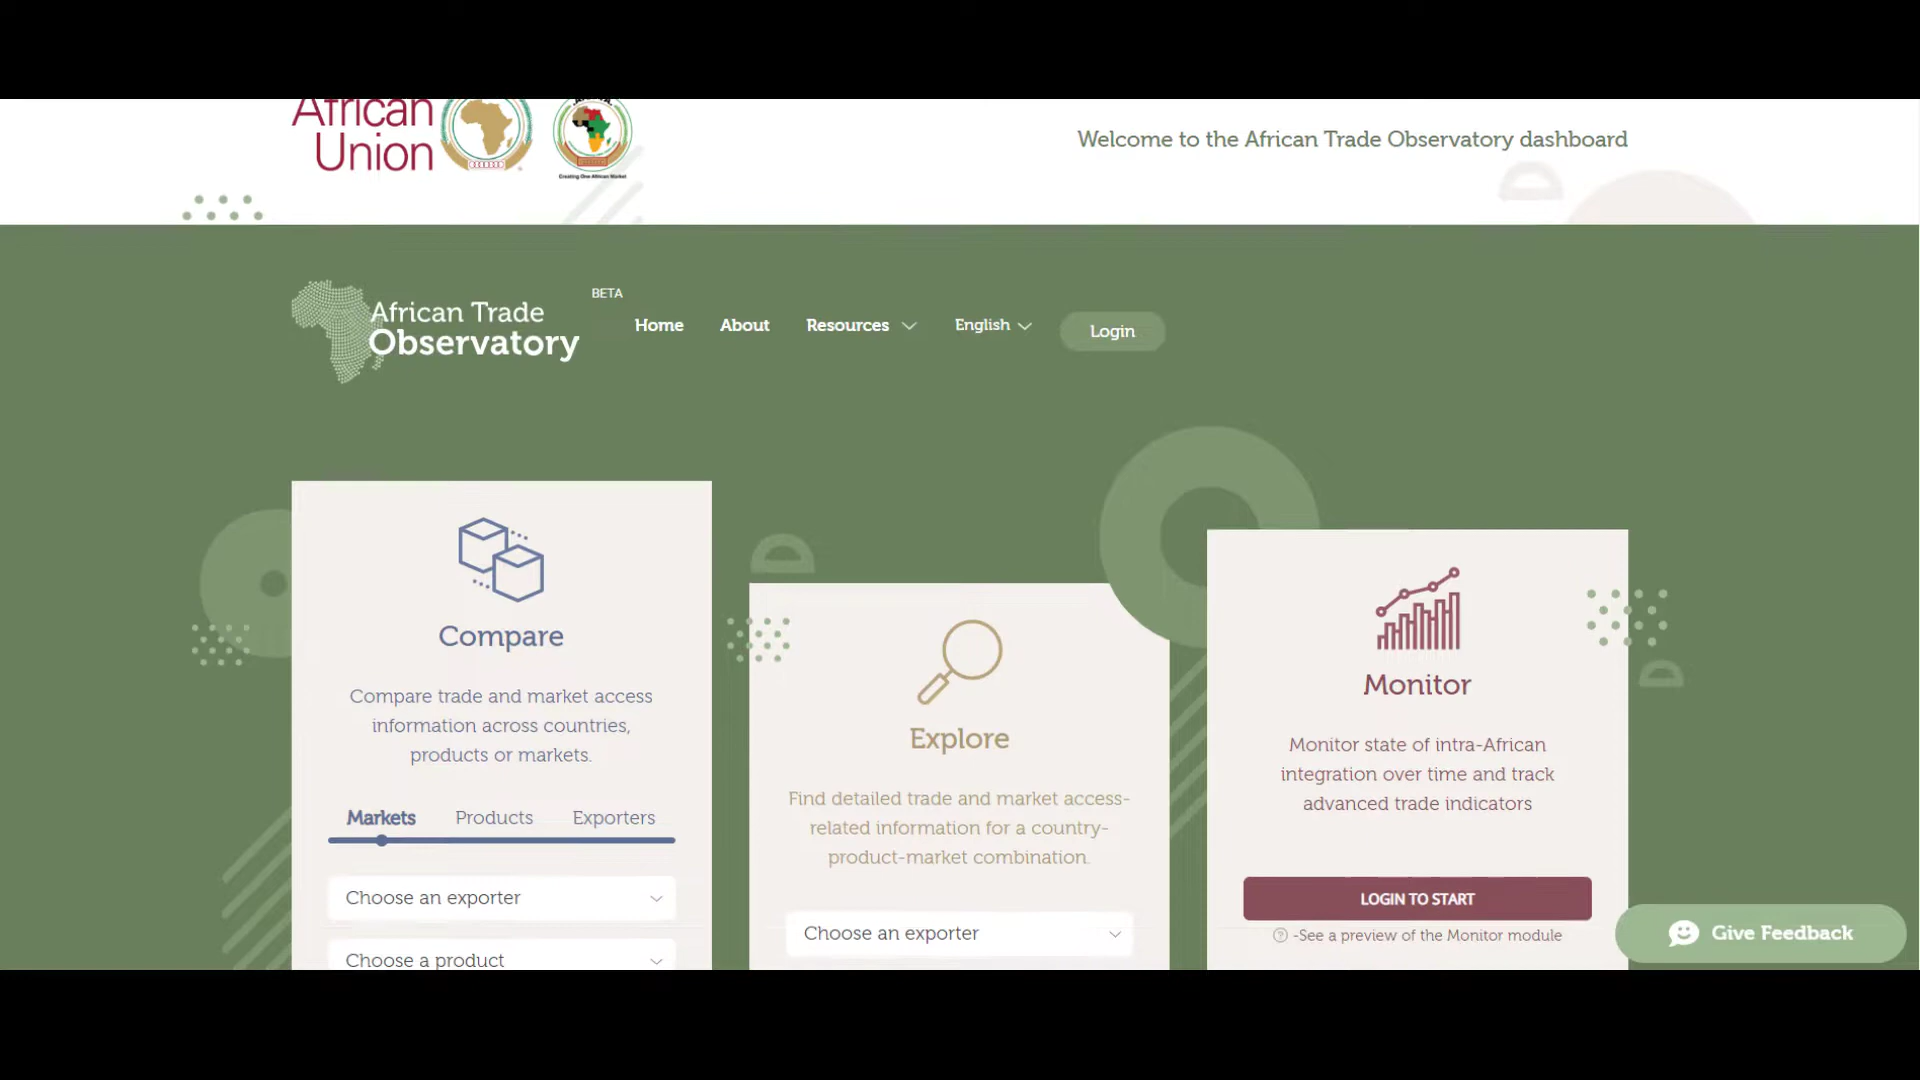 African
Union
Creating One African Market
Welcome to the African Trade Observatory dashboard
African Trade
Observatory
BETA
Home
About
Resources
English
Login
Compare
Compare trade and market access
information across countries,
products or markets.
Markets
Products
Exporters
Choose an exporter
Choose a product
Explore
Find detailed trade and market access-
related information for a country-
product-market combination.
Choose an exporter
Monitor
Monitor state of intra-African
integration over time and track
advanced trade indicators
LOGIN TO START
? -See a preview of the Monitor module
Give Feedback